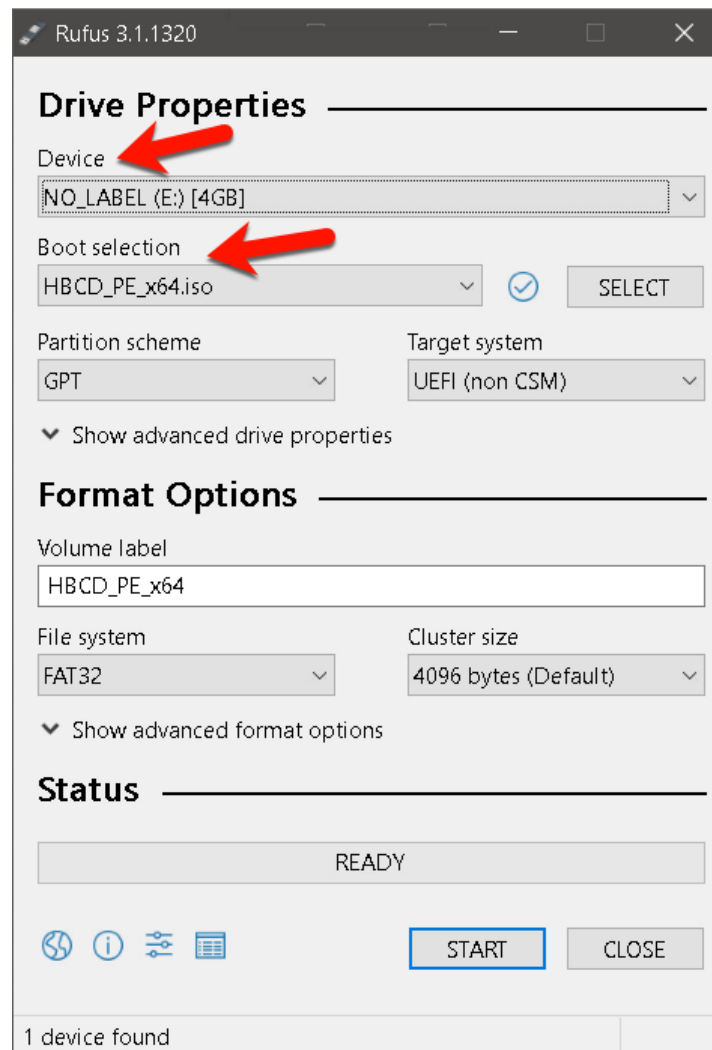 Rufus 3.1.1320
Drive Properties
Device
NO_LABEL (E:) [4GB]
Boot selection
HBCD_PE_x64.iso
SELECT
Partition scheme
Target system
GPT
UEFI (non CSM)
Show advanced drive properties
Format Options
Volume label
HBCD_PE_x64
File system
Cluster size
FAT32
4096 bytes (Default)
Show advanced format options
Status
READY
START
CLOSE
1 device found